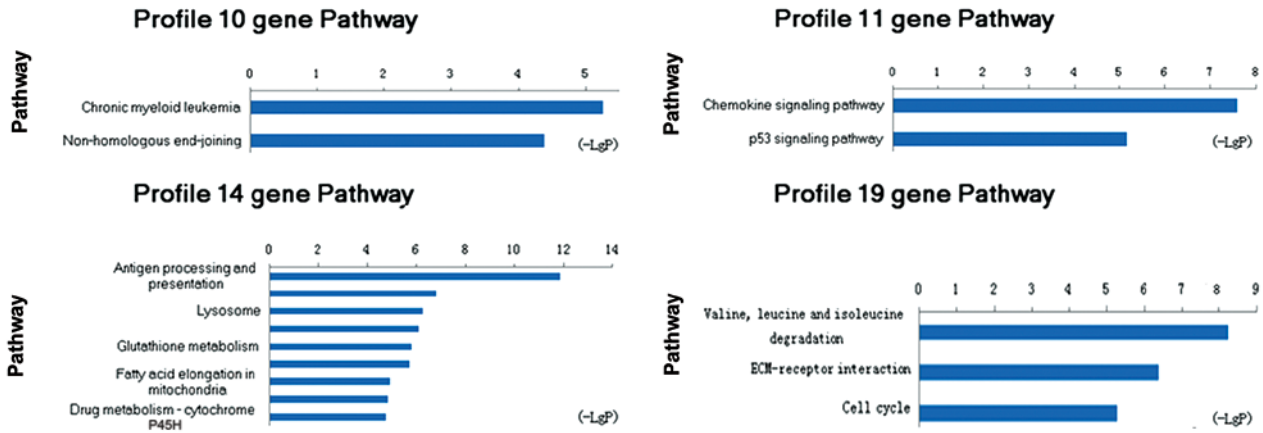 Profile 10 gene Pathway
Pathway
0 1 2 3 4 5
Chronic myeloid leukemia
Non-homologous end-joining
(-LgP)
Profile 11 gene Pathway
Pathway
0 1 2 3 4 5 6 7 8
Chemokine signaling pathway
p53 signaling pathway
(-LgP)
Profile 14 gene Pathway
Pathway
0 2 4 6 8 10 12 14
Antigen processing and
presentation
Lysosome
Glutathione metabolism
Fatty acid elongation in
mitochondria
Drug metabolism - cytochrome
P45H
(-LgP)
Profile 19 gene Pathway
Pathway
0 1 2 3 4 5 6 7 8 9
Valine, leucine and isoleucine
degradation
ECM-receptor interaction
Cell cycle
(-LgP)